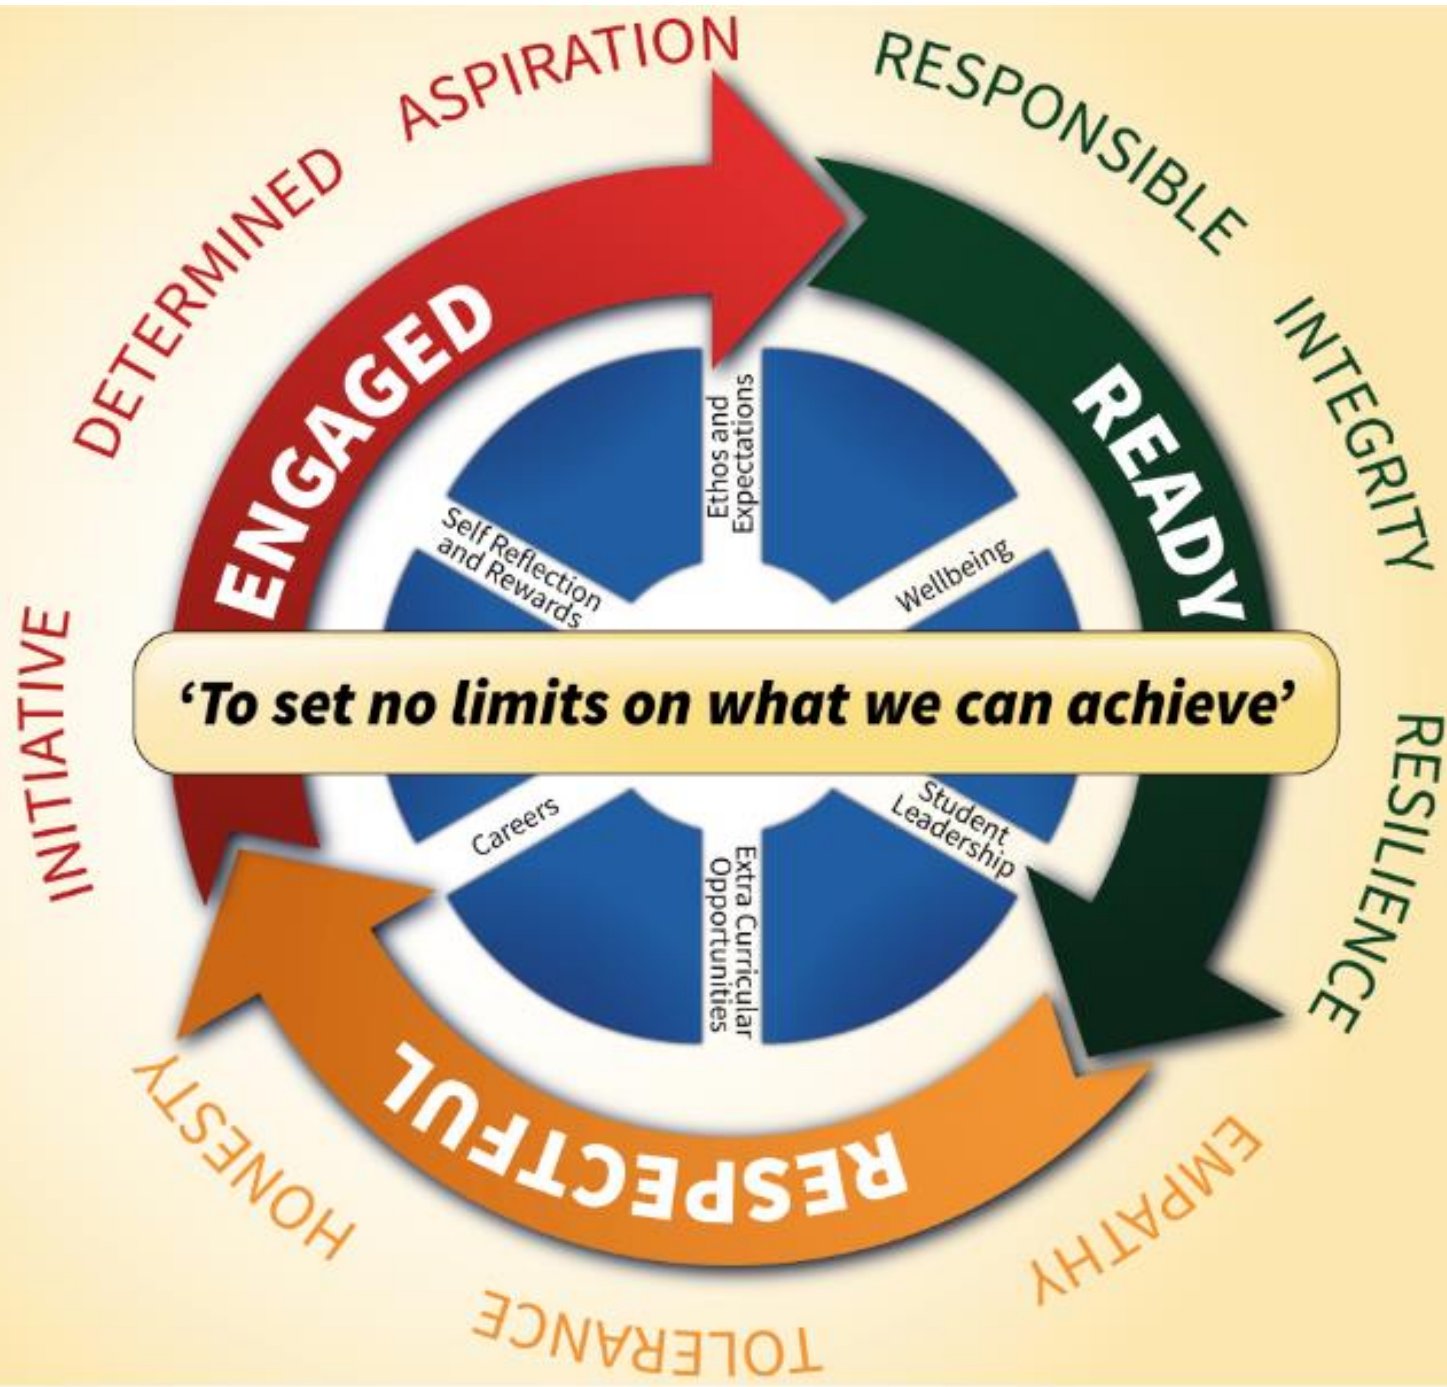 ASPIRATION
RESPONSIBLE
DETERMINED
INTEGRITY
ENGAGED
READY
Ethos and
Expectations
Self Reflection
and Rewards
Wellbeing
INITIATIVE
‘To set no limits on what we can achieve’
RESILIENCE
Careers
Student
Leadership
Extra Curricular
Opportunities
RESPECTFUL
HONESTY
EMPATHY
TOLERANCE